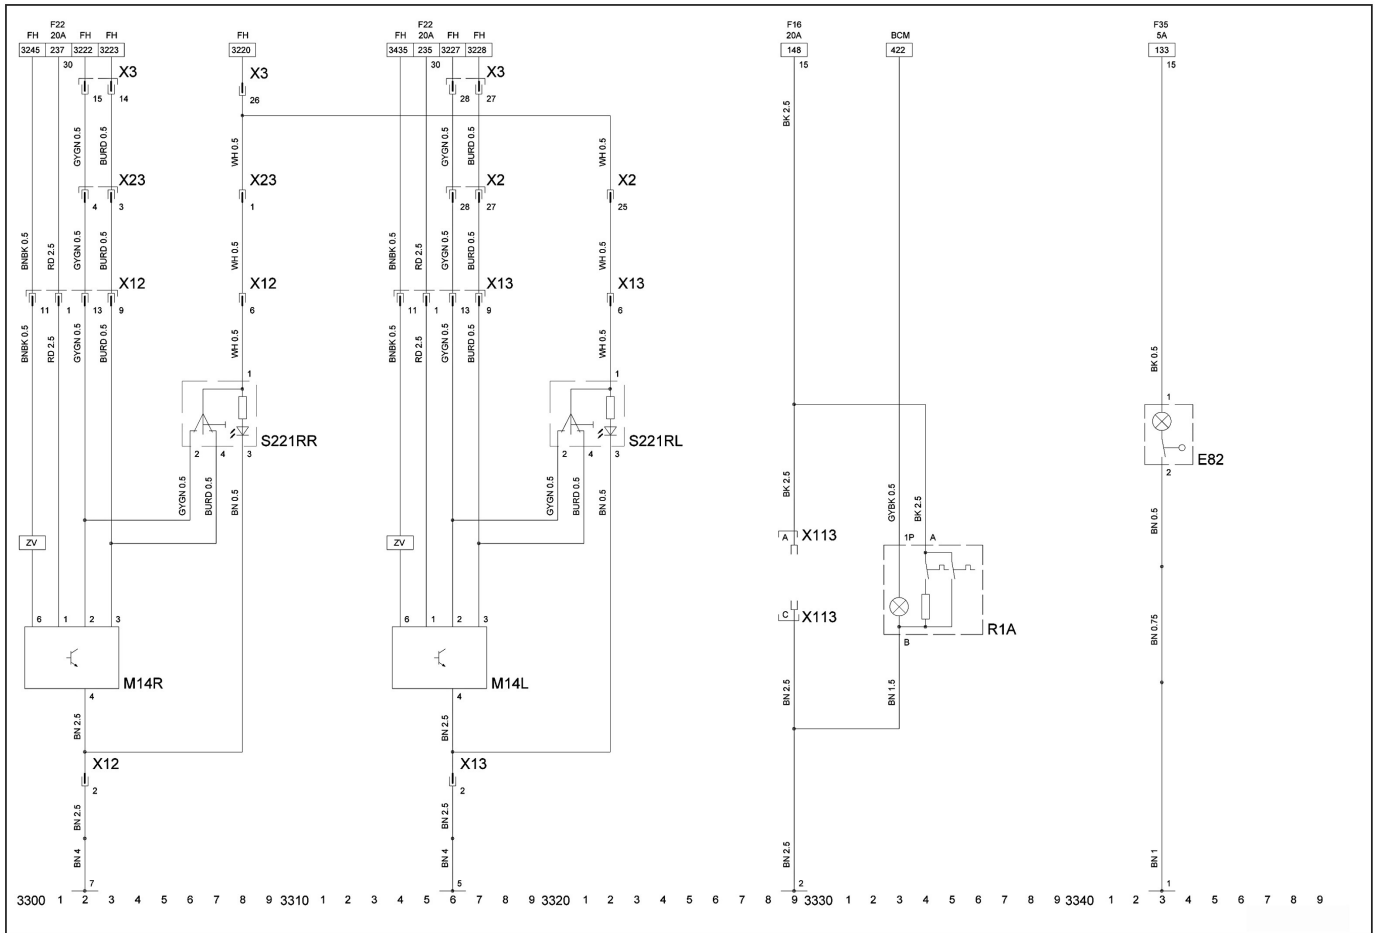 F22 F22 F16 F35
FH 20A FH FH FH FH 20A FH FH 20A BCM 5A
3245 237 3222 3223 3220 3435 235 3227 3228 148 422 133
30 30 15 15
X3 X3 X3
15 14 26 28 27
GYGN 0.5 BURD 0.5 WH 0.5 GYGN 0.5 BURD 0.5 WH 0.5 BK 2.5
X23 X23 X2 X2
4 3 1 28 27 25
BNBK 0.5 RD 2.5 GYGN 0.5 BURD 0.5 WH 0.5 BNBK 0.5 RD 2.5 GYGN 0.5 BURD 0.5 WH 0.5
X12 X12 X13 X13
11 1 13 9 6 11 1 13 9 6
BNBK 0.5 RD 2.5 GYGN 0.5 BURD 0.5 WH 0.5 BNBK 0.5 RD 2.5 GYGN 0.5 BURD 0.5 WH 0.5 BK 0.5
1 1 1
S221RR S221RL
2 4 3 2 4 3
E82
2
GYGN 0.5 BURD 0.5 BN 0.5 GYGN 0.5 BURD 0.5 BN 0.5 BK 2.5 GYBK 0.5 BK 2.5 BN 0.5
ZV ZV A X113 1P A
6 1 2 3 6 1 2 3 C X113 R1A
BN 0.75
B
M14R M14L
4 4
BN 2.5 BN 2.5 BN 2.5 BN 1.5
X12 X13
2 2
BN 2.5 BN 2.5
BN 4 BN 4 BN 2.5 BN 1
7 5 2 1
3300 1 2 3 4 5 6 7 8 9 3310 1 2 3 4 5 6 7 8 9 3320 1 2 3 4 5 6 7 8 9 3330 1 2 3 4 5 6 7 8 9 3340 1 2 3 4 5 6 7 8 9